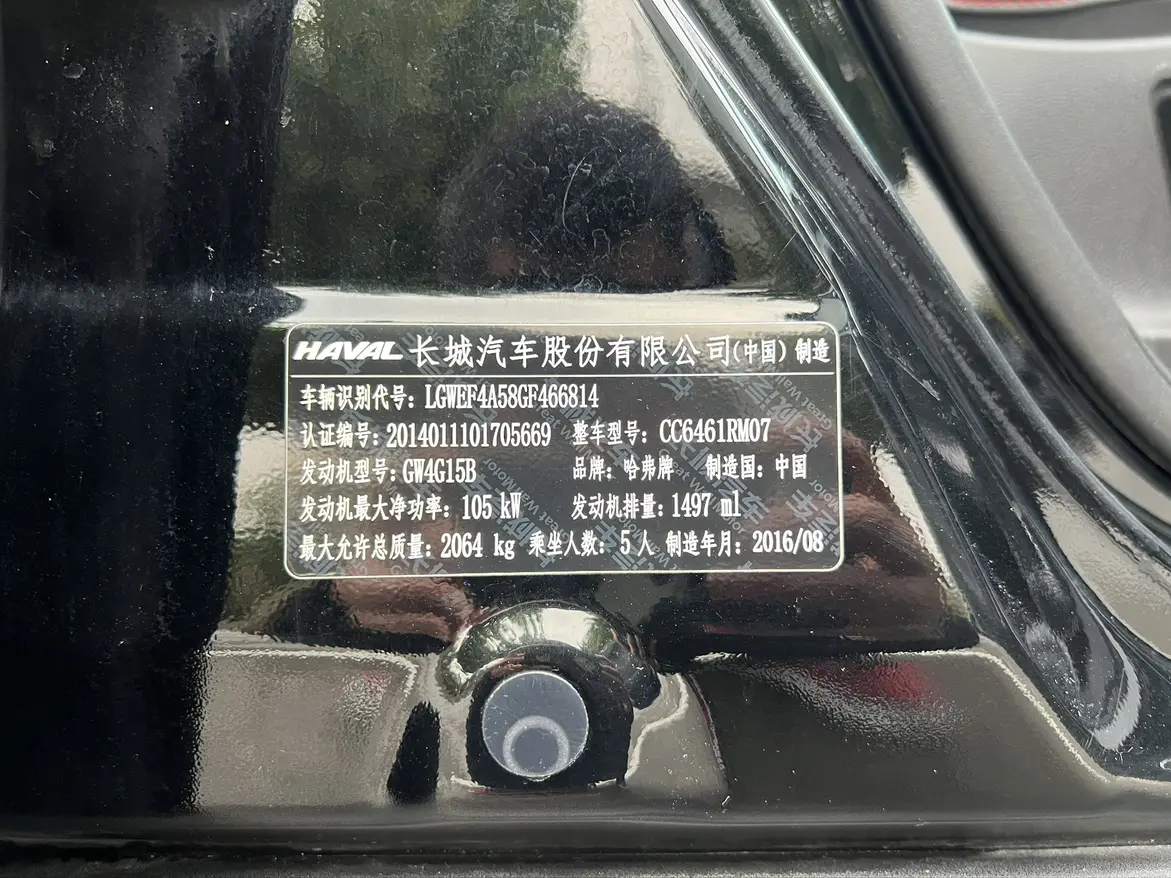 HAVAL 长城汽车股份有限公司(中国) 制造
车辆识别代号：LGWEF4A58GF466814
认证编号：2014011101705669 整车型号：CC6461RM07
发动机型号：GW4G15B 品牌：哈弗牌 制造国：中国
发动机最大净功率：105 kW 发动机排量：1497 ml
最大允许总质量：2064 kg 乘坐人数：5人 制造年月：2016/08